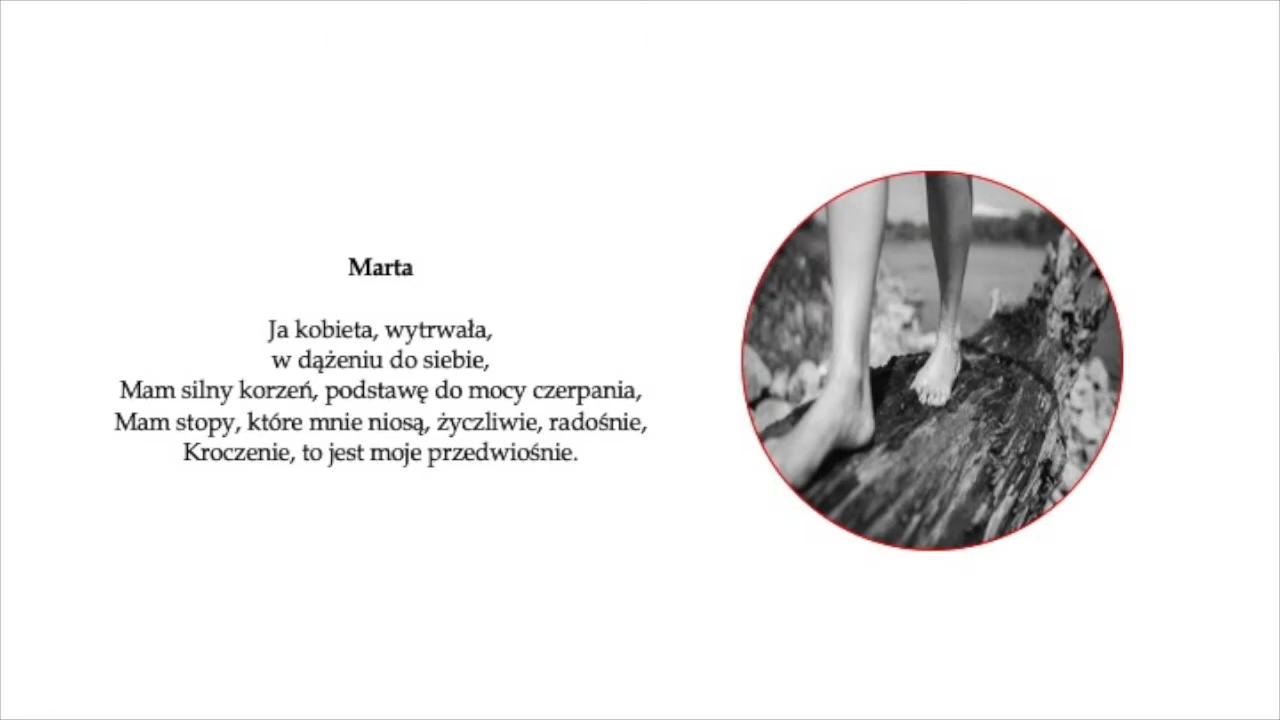 Marta
Ja kobieta, wytrwała,
w dążeniu do siebie,
Mam silny korzeń, podstawę do mocy czerpania,
Mam stopy, które mnie niosą, życzliwie, radośnie,
Kroczenie, to jest moje przedwiośnie.